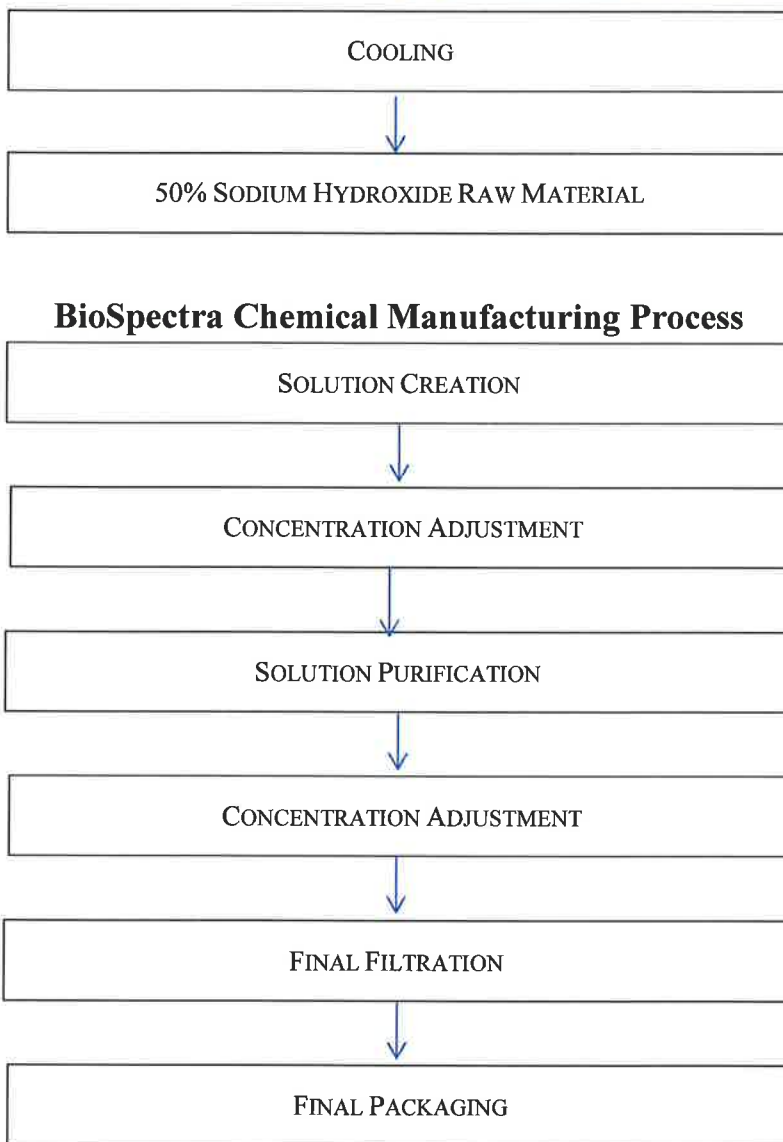 COOLING
50% SODIUM HYDROXIDE RAW MATERIAL
BioSpectra Chemical Manufacturing Process
SOLUTION CREATION
CONCENTRATION ADJUSTMENT
SOLUTION PURIFICATION
CONCENTRATION ADJUSTMENT
FINAL FILTRATION
FINAL PACKAGING